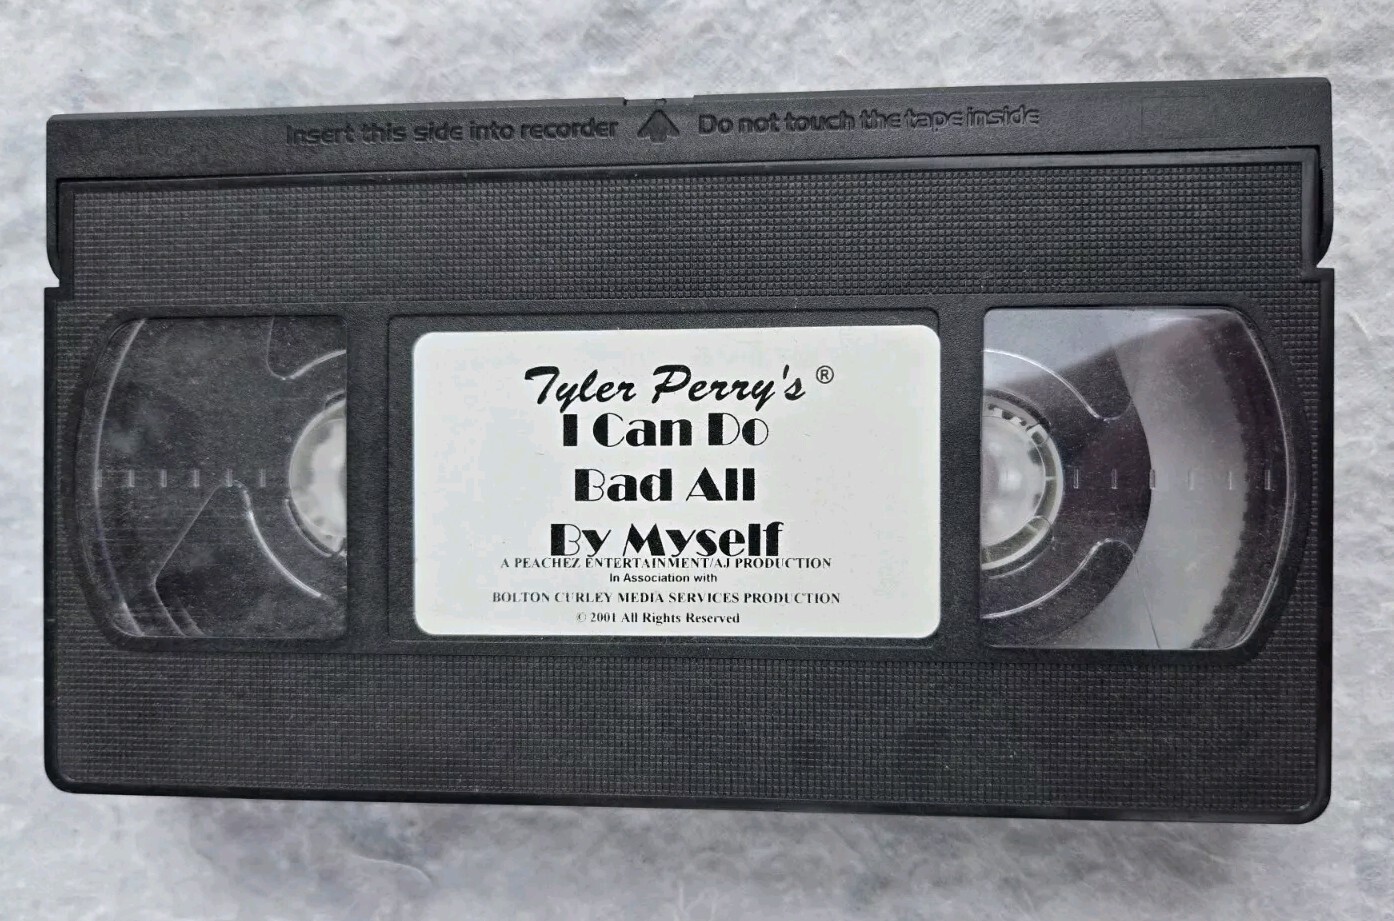 Insert this side into recorder Do not touch the tape inside
Tyler Perry's ®
I Can Do
Bad All
By Myself
A PEACHEZ ENTERTAINMENT/AJ PRODUCTION
In Association with
BOLTON CURLEY MEDIA SERVICES PRODUCTION
© 2001 All Rights Reserved